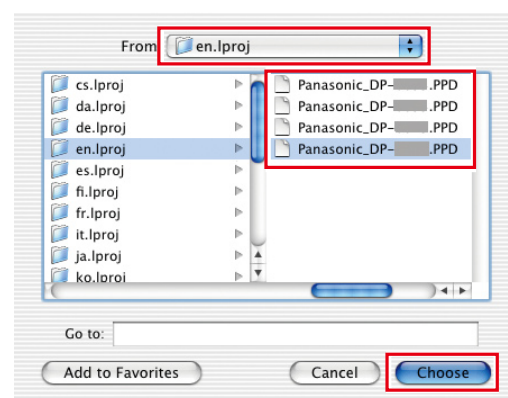 From en.lproj
cs.lproj
da.lproj
de.lproj
en.lproj
es.lproj
fi.lproj
fr.lproj
it.lproj
ja.lproj
ko.lproj
Panasonic_DP- .PPD
Panasonic_DP- .PPD
Panasonic_DP- .PPD
Panasonic_DP- .PPD
Go to:
Add to Favorites Cancel Choose